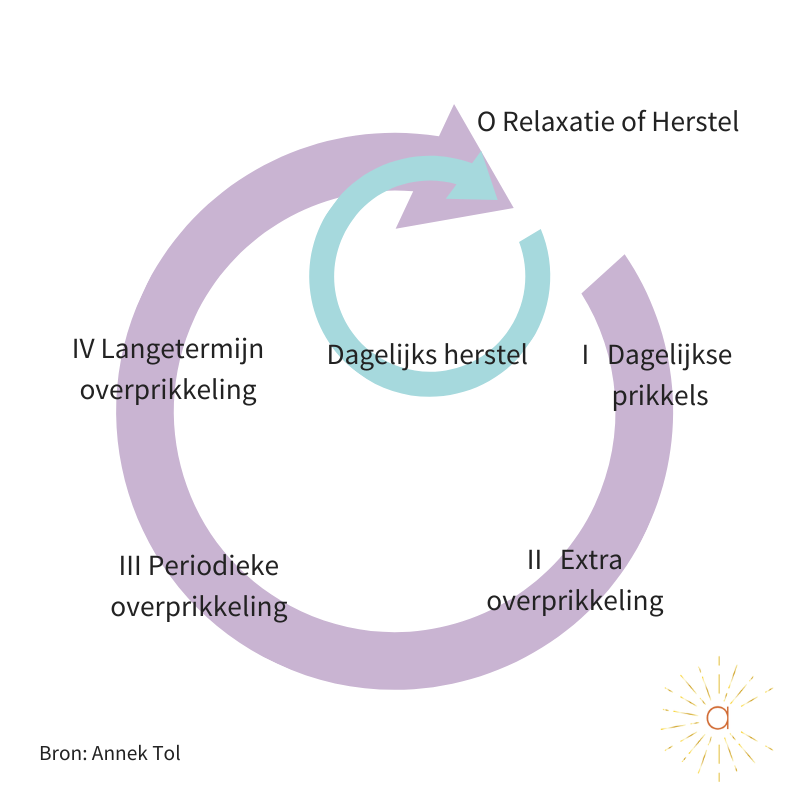 O Relaxatie of Herstel
IV Langetermijn
overprikkeling
Dagelijks herstel
I Dagelijkse
prikkels
III Periodieke
overprikkeling
II Extra
overprikkeling
a
Bron: Annek Tol